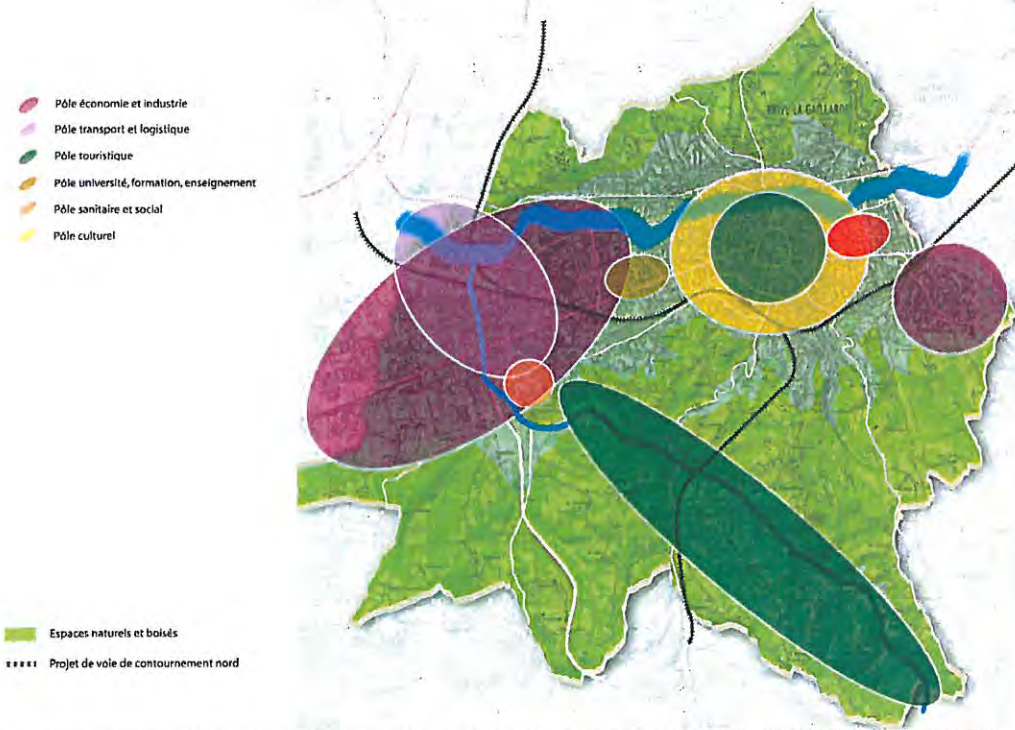 Pôle économie et industrie
Pôle transport et logistique
Pôle touristique
Pôle université, formation, enseignement
Pôle sanitaire et social
Pôle culturel
BRIVE LA GAILLARDE
Espaces naturels et boisés
Projet de voie de contournement nord